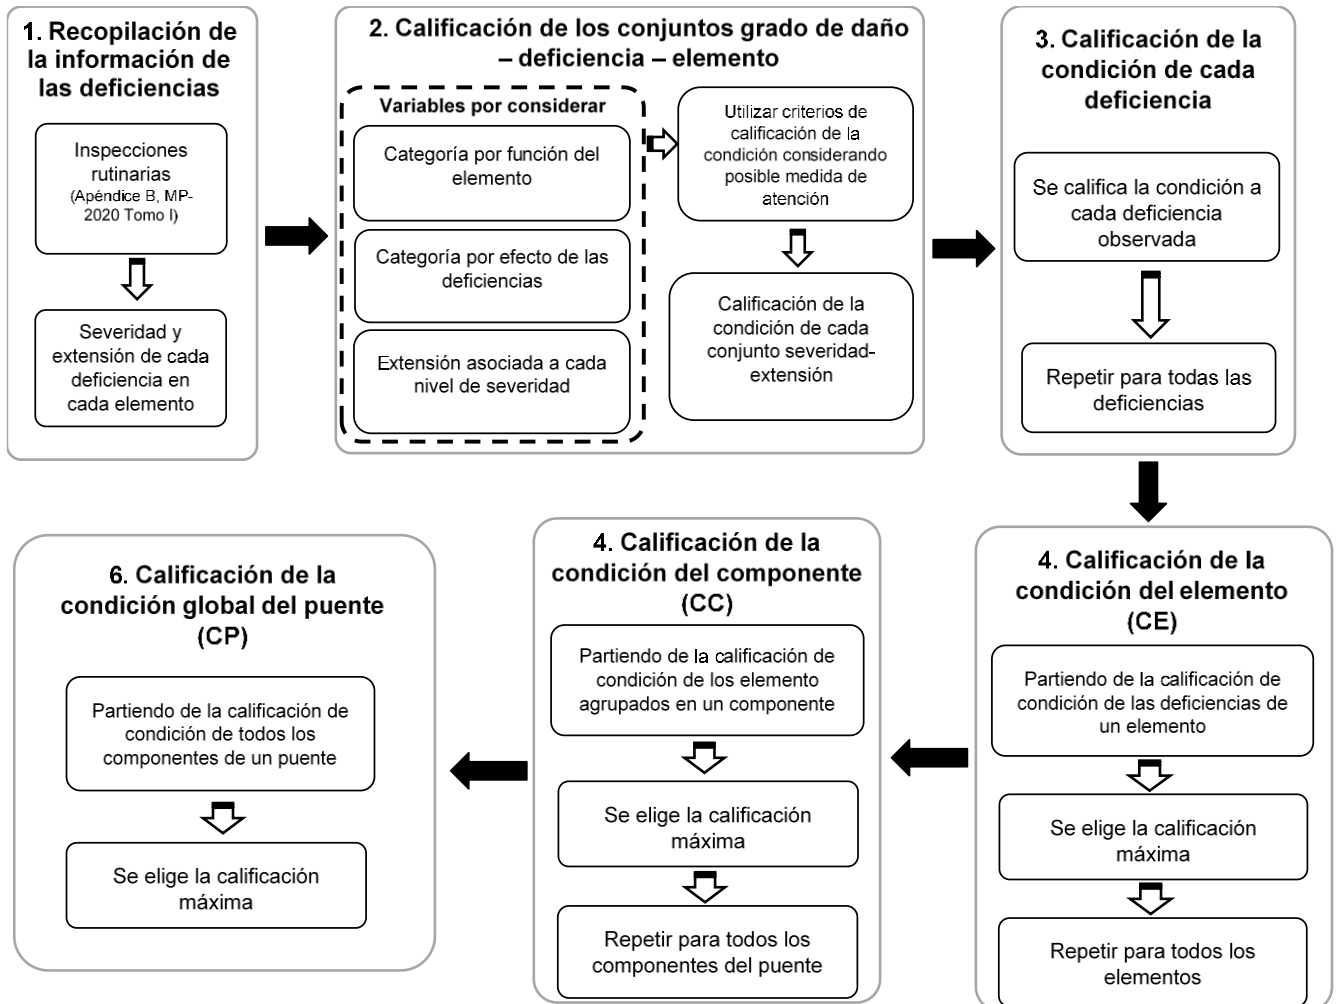 1. Recopilación de
la información de
las deficiencias
Inspecciones
rutinarias
(Apéndice B, MP-
2020 Tomo I)
Severidad y
extensión de cada
deficiencia en
cada elemento
2. Calificación de los conjuntos grado de daño
– deficiencia – elemento
Variables por considerar
Categoría por función del
elemento
Categoría por efecto de las
deficiencias
Extensión asociada a cada
nivel de severidad
Utilizar criterios de
calificación de la
condición considerando
posible medida de
atención
Calificación de la
condición de cada
conjunto severidad-
extensión
3. Calificación de la
condición de cada
deficiencia
Se califica la condición a
cada deficiencia
observada
Repetir para todas las
deficiencias
4. Calificación de la
condición del elemento
(CE)
Partiendo de la calificación de
condición de las deficiencias de
un elemento
Se elige la calificación
máxima
Repetir para todos los
elementos
4. Calificación de la
condición del componente
(CC)
Partiendo de la calificación de
condición de los elemento
agrupados en un componente
Se elige la calificación
máxima
Repetir para todos los
componentes del puente
6. Calificación de la
condición global del puente
(CP)
Partiendo de la calificación de
condición de todos los
componentes de un puente
Se elige la calificación
máxima